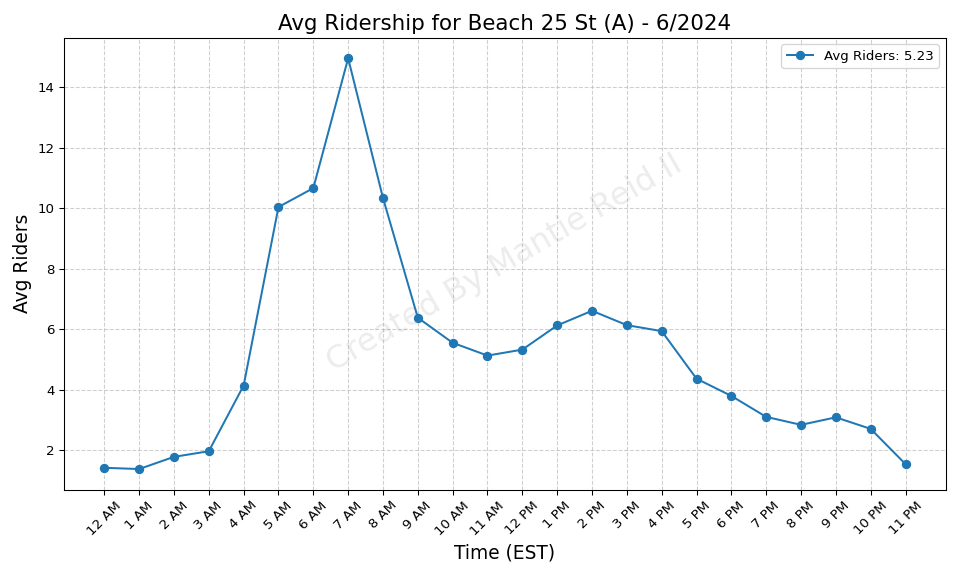 Avg Ridership for Beach 25 St (A) - 6/2024
Avg Riders: 5.23
Avg Riders
14
12
10
8
6
4
2
Created By Mantie Reid II
12 AM
1 AM
2 AM
3 AM
4 AM
5 AM
6 AM
7 AM
8 AM
9 AM
10 AM
11 AM
12 PM
1 PM
2 PM
3 PM
4 PM
5 PM
6 PM
7 PM
8 PM
9 PM
10 PM
11 PM
Time (EST)